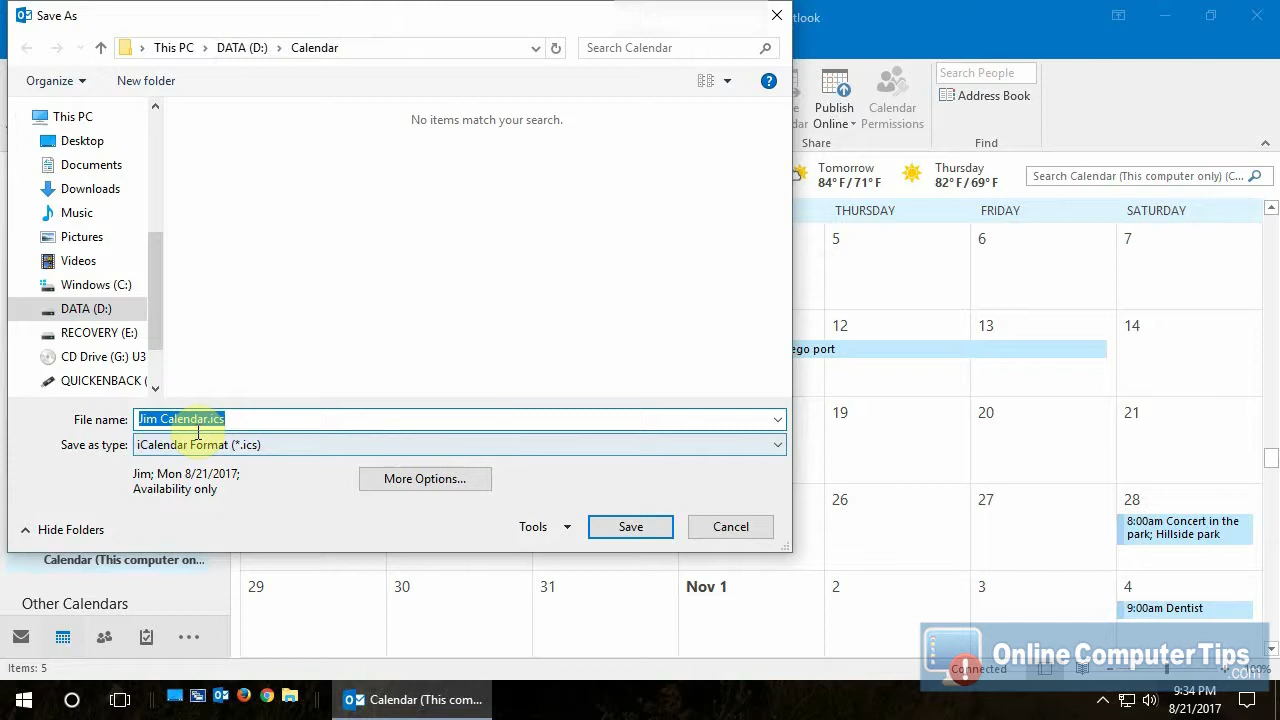 Save As
tlook
This PC
DATA (D:)
Calendar
Search Calendar
Organize
New folder
Search People
Address Book
Publish
Online
Calendar
Permissions
dar
Share
Find
This PC
Desktop
Documents
Downloads
Music
Pictures
Videos
Windows (C:)
DATA (D:)
RECOVERY (E:)
CD Drive (G:) U3
QUICKENBACK (
No items match your search.
Tomorrow
84° F/71° F
Thursday
82° F/69° F
Search Calendar (This computer only) (C...
THURSDAY
FRIDAY
SATURDAY
5
6
7
12
13
14
ego port
19
20
21
26
27
28
8:00am Concert in the
park; Hillside park
29
30
31
Nov 1
2
3
4
9:00am Dentist
File name:
Jim Calendar.ics
Save as type:
iCalendar Format (*.ics)
Jim; Mon 8/21/2017;
Availability only
More Options...
Hide Folders
Tools
Save
Cancel
Calendar (This computer on...
Other Calendars
Items: 5
Connected
100%
Online Computer Tips
.com
Calendar (This com...
9:34 PM
8/21/2017